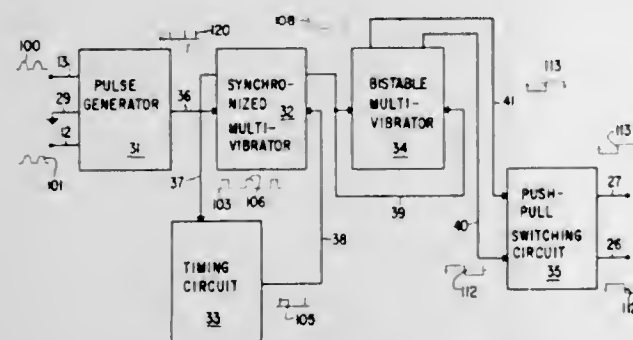 100
13
29
12
101
PULSE
GENERATOR
31
36
120
SYNCHRO-
NIZED
32
MULTI-
VIBRATOR
37
103
106
38
TIMING
CIRCUIT
33
105
108
BISTABLE
MULTI-
VIBRATOR
34
39
41
40
113
113
PUSH-
PULL
SWITCHING
CIRCUIT
35
27
26
112
112